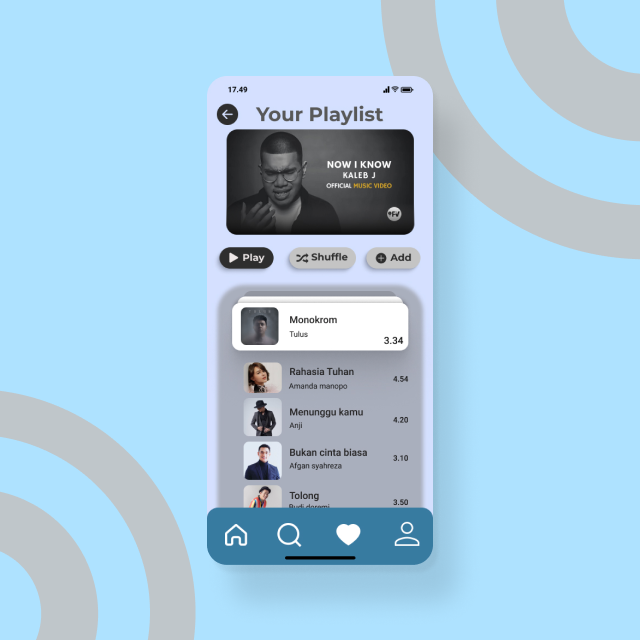 17.49
Your Playlist
NOW I KNOW
KALEB J
OFFICIAL MUSIC VIDEO
Play
Shuffle
Add
Monokrom
Tulus
3.34
Rahasia Tuhan
Amanda manopo
4.54
Menunggu kamu
Anji
4.20
Bukan cinta biasa
Afgan syahreza
3.10
Tolong
Budi doremi
3.50